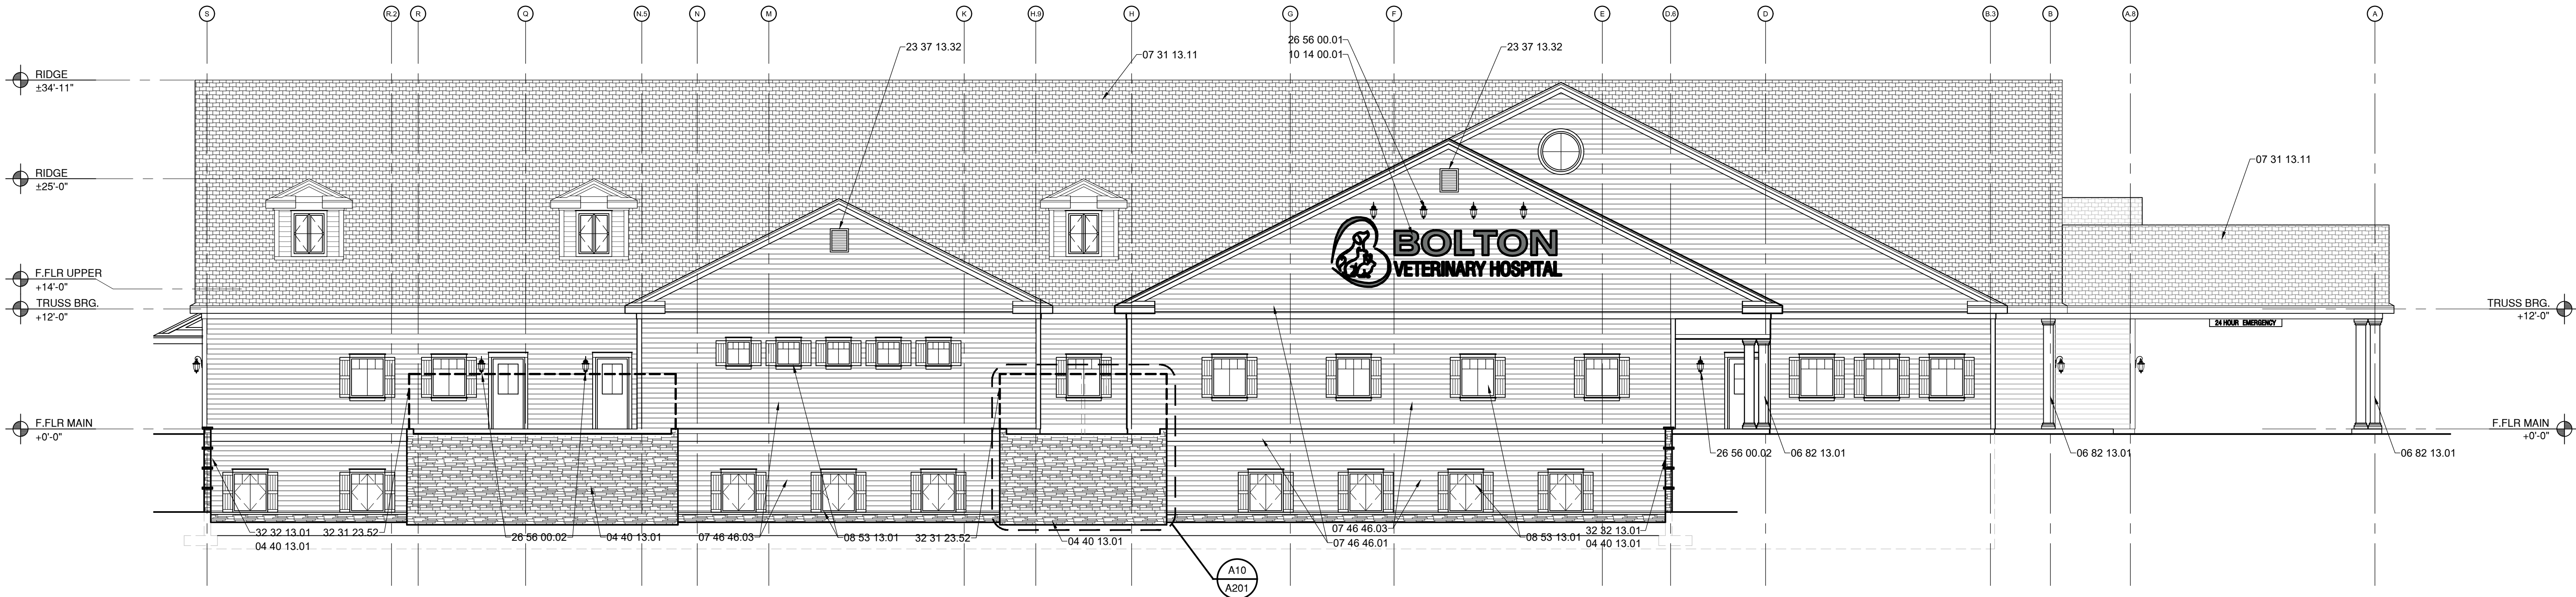 S R.2 R Q N.5 N M K H.9 H G F E D.6 D B.3 B A.8 A
RIDGE
±34'-11"
23 37 13.32
07 31 13.11
26 56 00.01
10 14 00.01
23 37 13.32
RIDGE
±25'-0"
07 31 13.11
BOLTON
VETERINARY HOSPITAL
F.FLR UPPER
+14'-0"
TRUSS BRG.
+12'-0"
TRUSS BRG.
+12'-0"
24 HOUR EMERGENCY
F.FLR MAIN
+0'-0"
F.FLR MAIN
+0'-0"
26 56 00.02
06 82 13.01
06 82 13.01
06 82 13.01
32 32 13.01
04 40 13.01
32 31 23.52
26 56 00.02
04 40 13.01
07 46 46.03
08 53 13.01
32 31 23.52
04 40 13.01
07 46 46.03
07 46 46.01
08 53 13.01
32 32 13.01
04 40 13.01
A10
A201